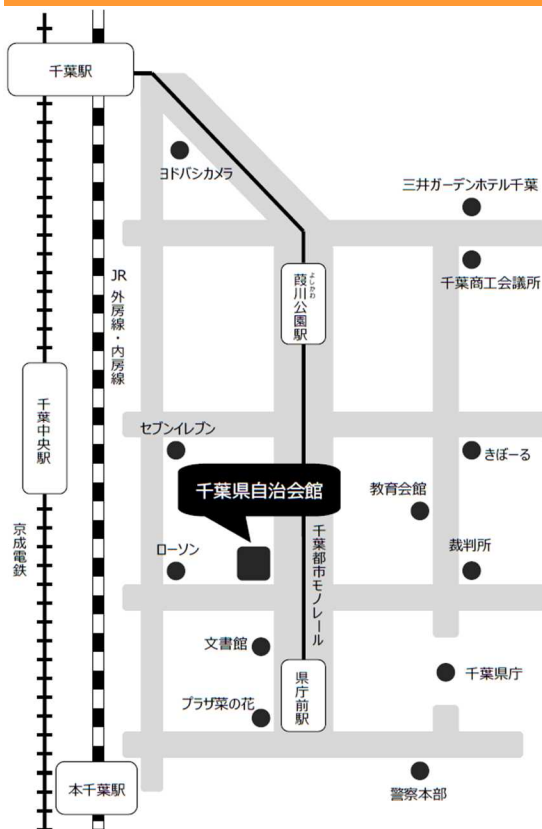 千葉駅
ヨドバシカメラ
三井ガーデンホテル千葉
千葉商工会議所
JR 外房線・内房線
よしかわ
葭川公園駅
千葉中央駅
セブンイレブン
きぼーる
千葉県自治会館
教育会館
京成電鉄
ローソン
千葉都市モノレール
裁判所
文書館
県庁前駅
千葉県庁
プラザ菜の花
本千葉駅
警察本部